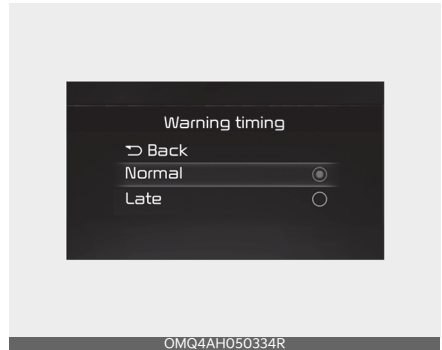 Warning timing
Back
Normal
Late
OMQ4AH050334R